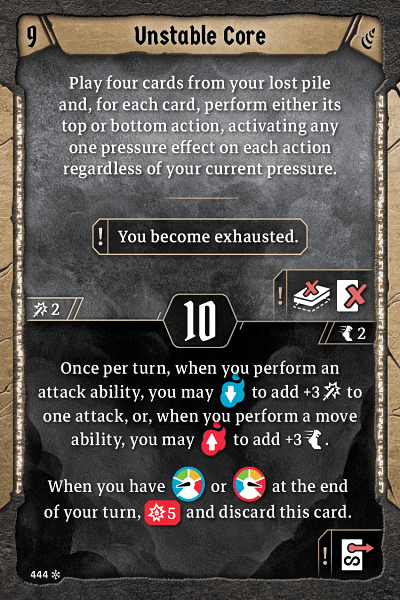 9
Unstable Core
Play four cards from your lost pile
and, for each card, perform either its
top or bottom action, activating any
one pressure effect on each action
regardless of your current pressure.
! You become exhausted.
!
2
10
2
Once per turn, when you perform an
attack ability, you may to add +3 to
one attack, or, when you perform a move
ability, you may to add +3 .
When you have or at the end
of your turn, 5 and discard this card.
!
444